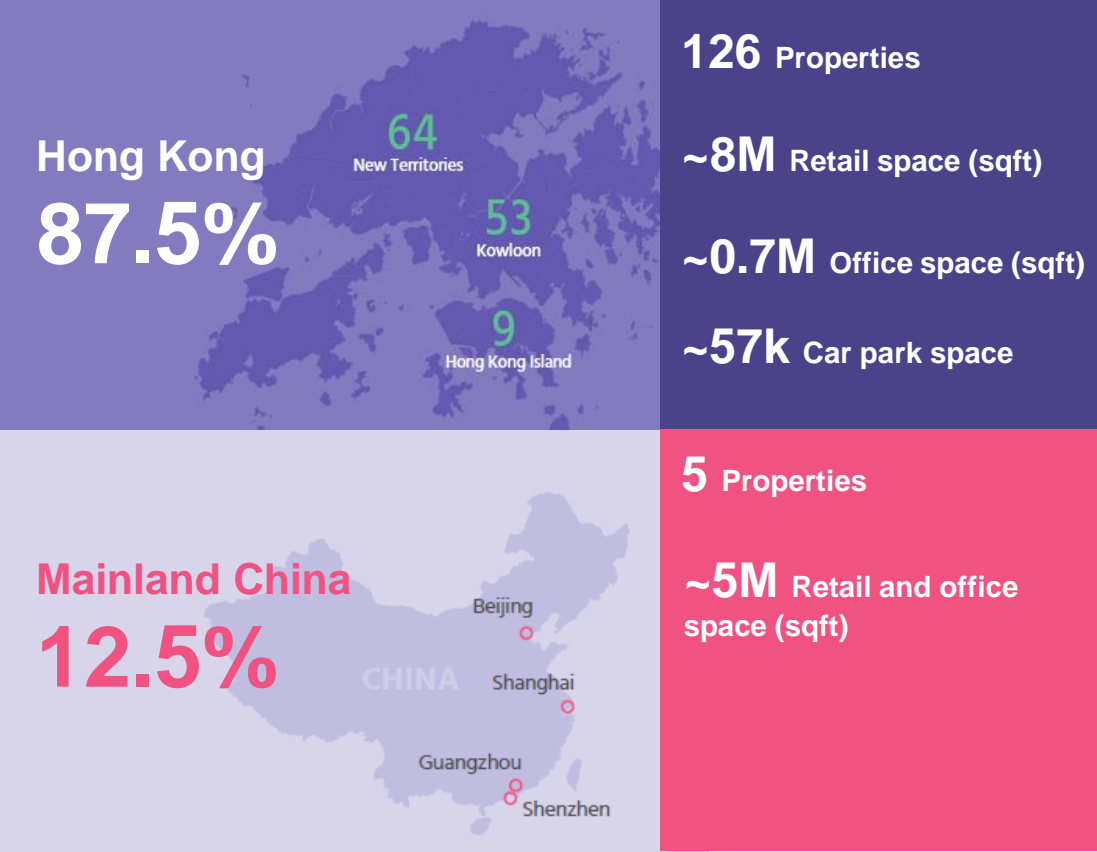 Hong Kong
87.5%
64
New Territories
53
Kowloon
9
Hong Kong Island
126 Properties
~8M Retail space (sqft)
~0.7M Office space (sqft)
~57k Car park space
Mainland China
12.5%
CHINA
Beijing
Shanghai
Guangzhou
Shenzhen
5 Properties
~5M Retail and office
space (sqft)